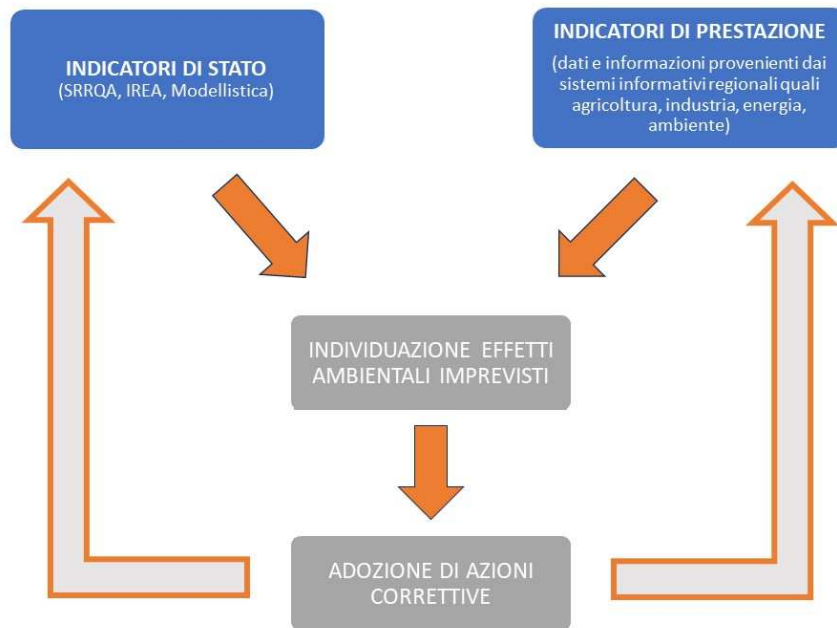 INDICATORI DI STATO
(SRRQA, IREA, Modellistica)
INDICATORI DI PRESTAZIONE
(dati e informazioni provenienti dai
sistemi informativi regionali quali
agricoltura, industria, energia,
ambiente)
INDIVIDUAZIONE EFFETTI
AMBIENTALI IMPREVISTI
ADOZIONE DI AZIONI
CORRETTIVE